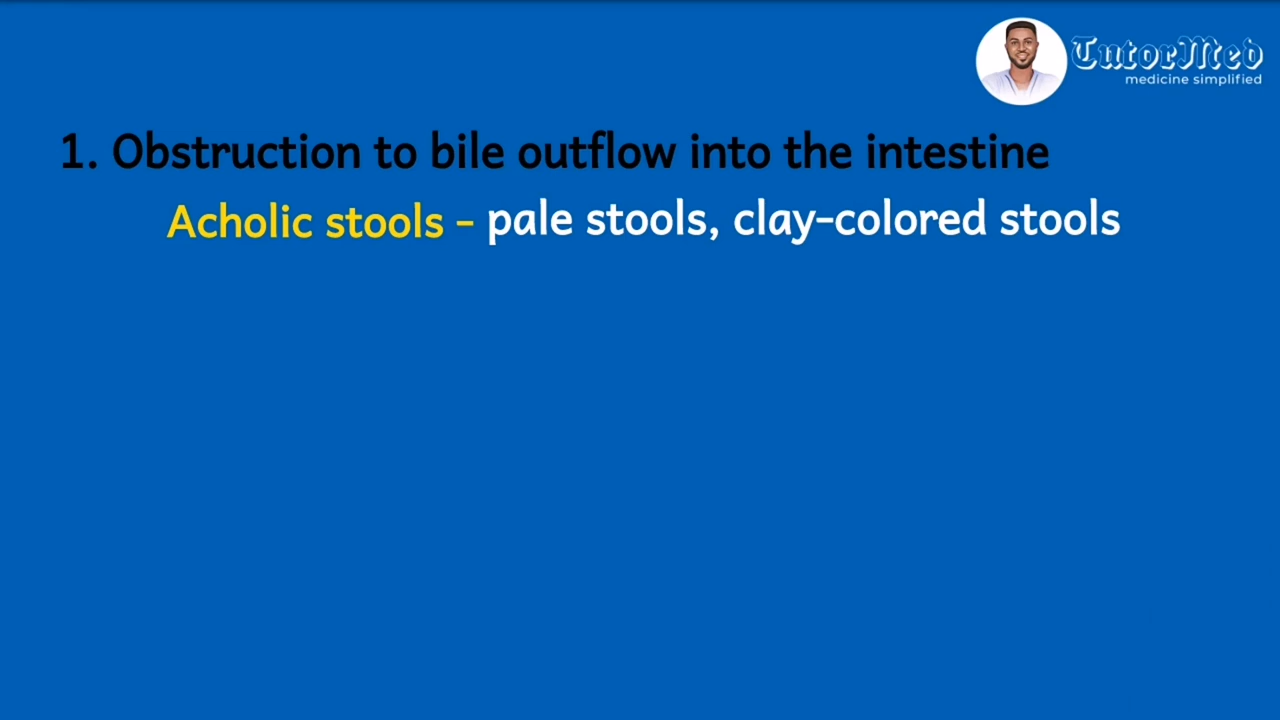 TutorMed
medicine simplified
1. Obstruction to bile outflow into the intestine
Acholic stools - pale stools, clay-colored stools